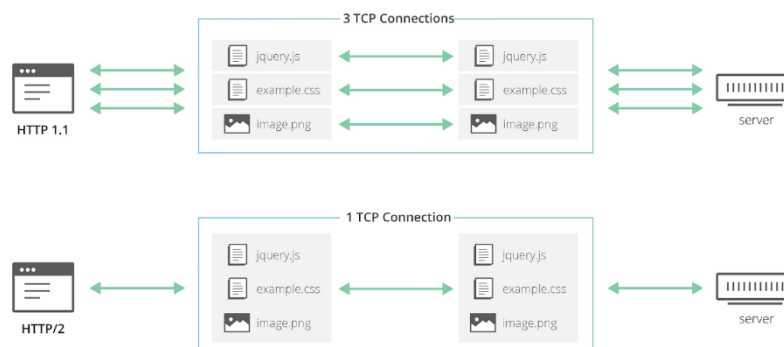 3 TCP Connections
jquery.js
jquery.js
example.css
example.css
image.png
image.png
HTTP 1.1
server
1 TCP Connection
jquery.js
jquery.js
example.css
example.css
image.png
image.png
HTTP/2
server